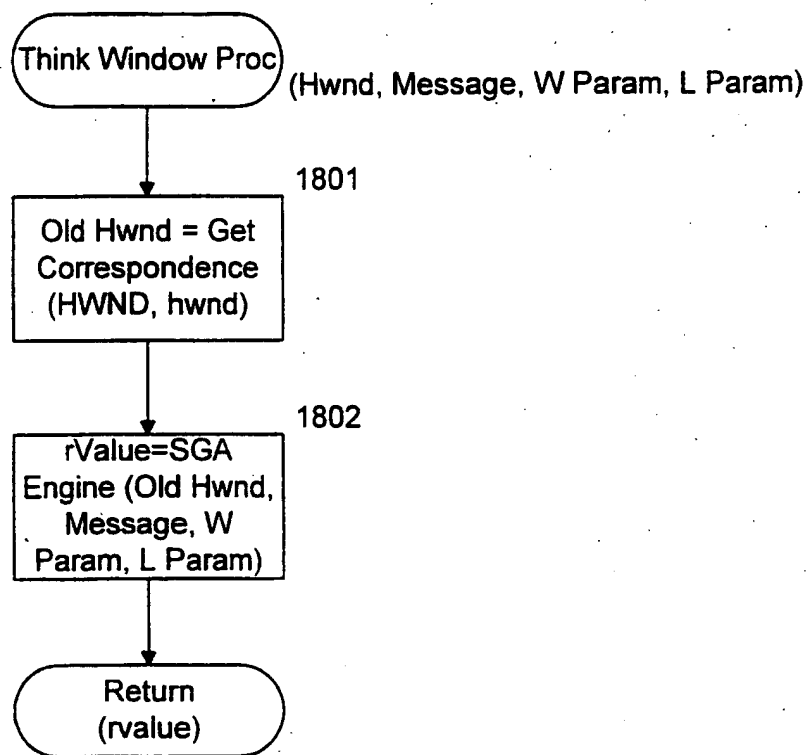 Think Window Proc
(Hwnd, Message, W Param, L Param)
1801
Old Hwnd = Get
Correspondence
(HWND, hwnd)
1802
rValue=SGA
Engine (Old Hwnd,
Message, W
Param, L Param)
Return
(rvalue)